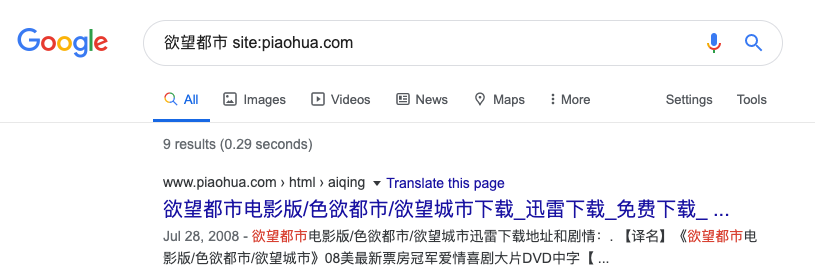 Google
欲望都市 site:piaohua.com
All Images Videos News Maps More Settings Tools
9 results (0.29 seconds)
www.piaohua.com › html › aiqing Translate this page
欲望都市电影版/色欲都市/欲望城市下载_迅雷下载_免费下载_ ...
Jul 28, 2008 - 欲望都市电影版/色欲都市/欲望城市迅雷下载地址和剧情：. 【译名】《欲望都市电
影版/色欲都市/欲望城市》08美最新票房冠军爱情喜剧大片DVD中字【 ...